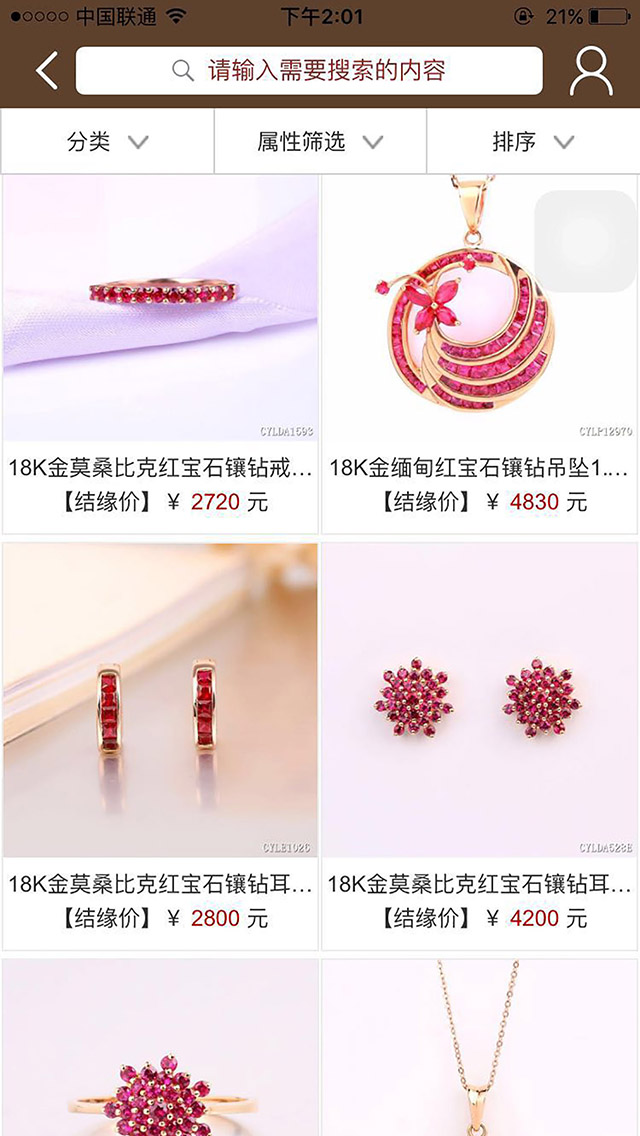 中国联通 下午2:01 21%
请输入需要搜索的内容
分类 属性筛选 排序
CYLDA1593
CYLP12970
18K金莫桑比克红宝石镶钻戒…
【结缘价】¥ 2720 元
18K金缅甸红宝石镶钻吊坠1.…
【结缘价】¥ 4830 元
CYLE1026
CYLDA528E
18K金莫桑比克红宝石镶钻耳…
【结缘价】¥ 2800 元
18K金莫桑比克红宝石镶钻耳…
【结缘价】¥ 4200 元